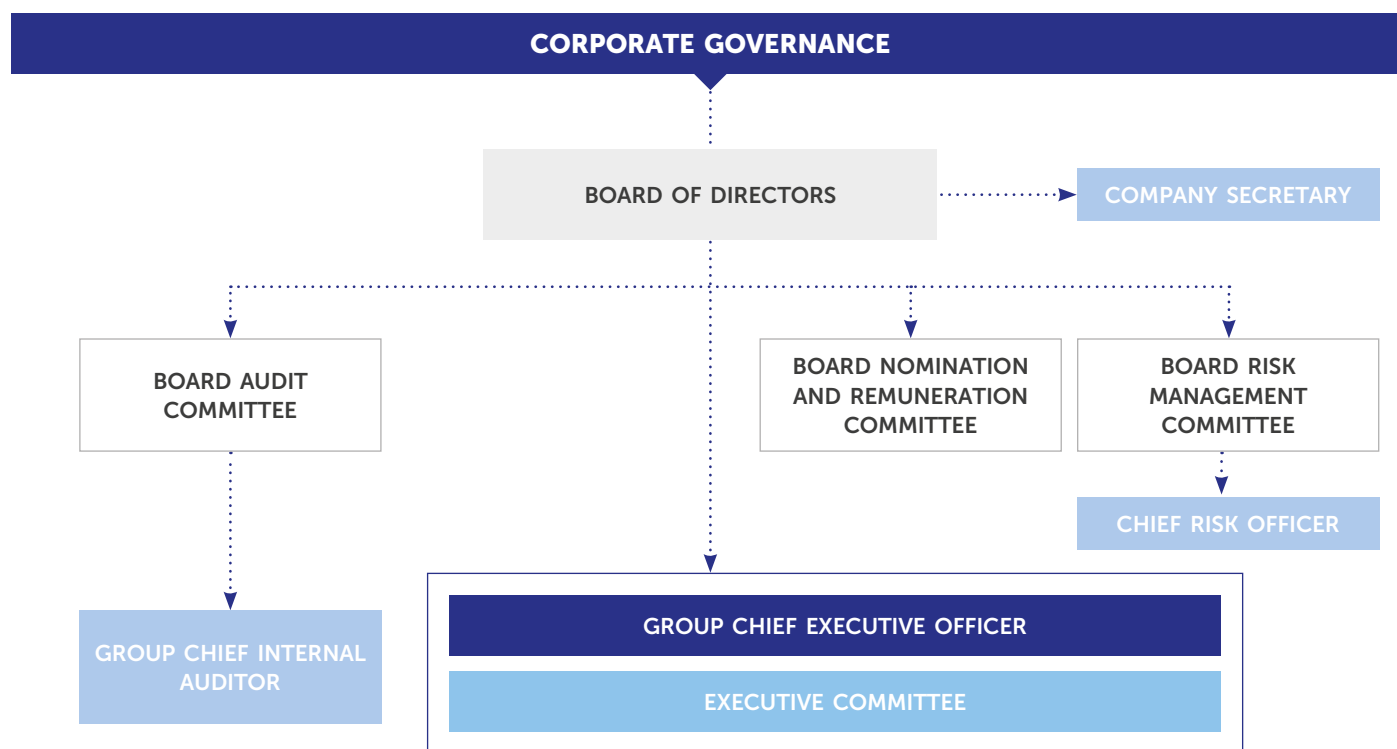 CORPORATE GOVERNANCE
BOARD OF DIRECTORS
COMPANY SECRETARY
BOARD AUDIT
COMMITTEE
BOARD NOMINATION
AND REMUNERATION
COMMITTEE
BOARD RISK
MANAGEMENT
COMMITTEE
CHIEF RISK OFFICER
GROUP CHIEF INTERNAL
AUDITOR
GROUP CHIEF EXECUTIVE OFFICER
EXECUTIVE COMMITTEE